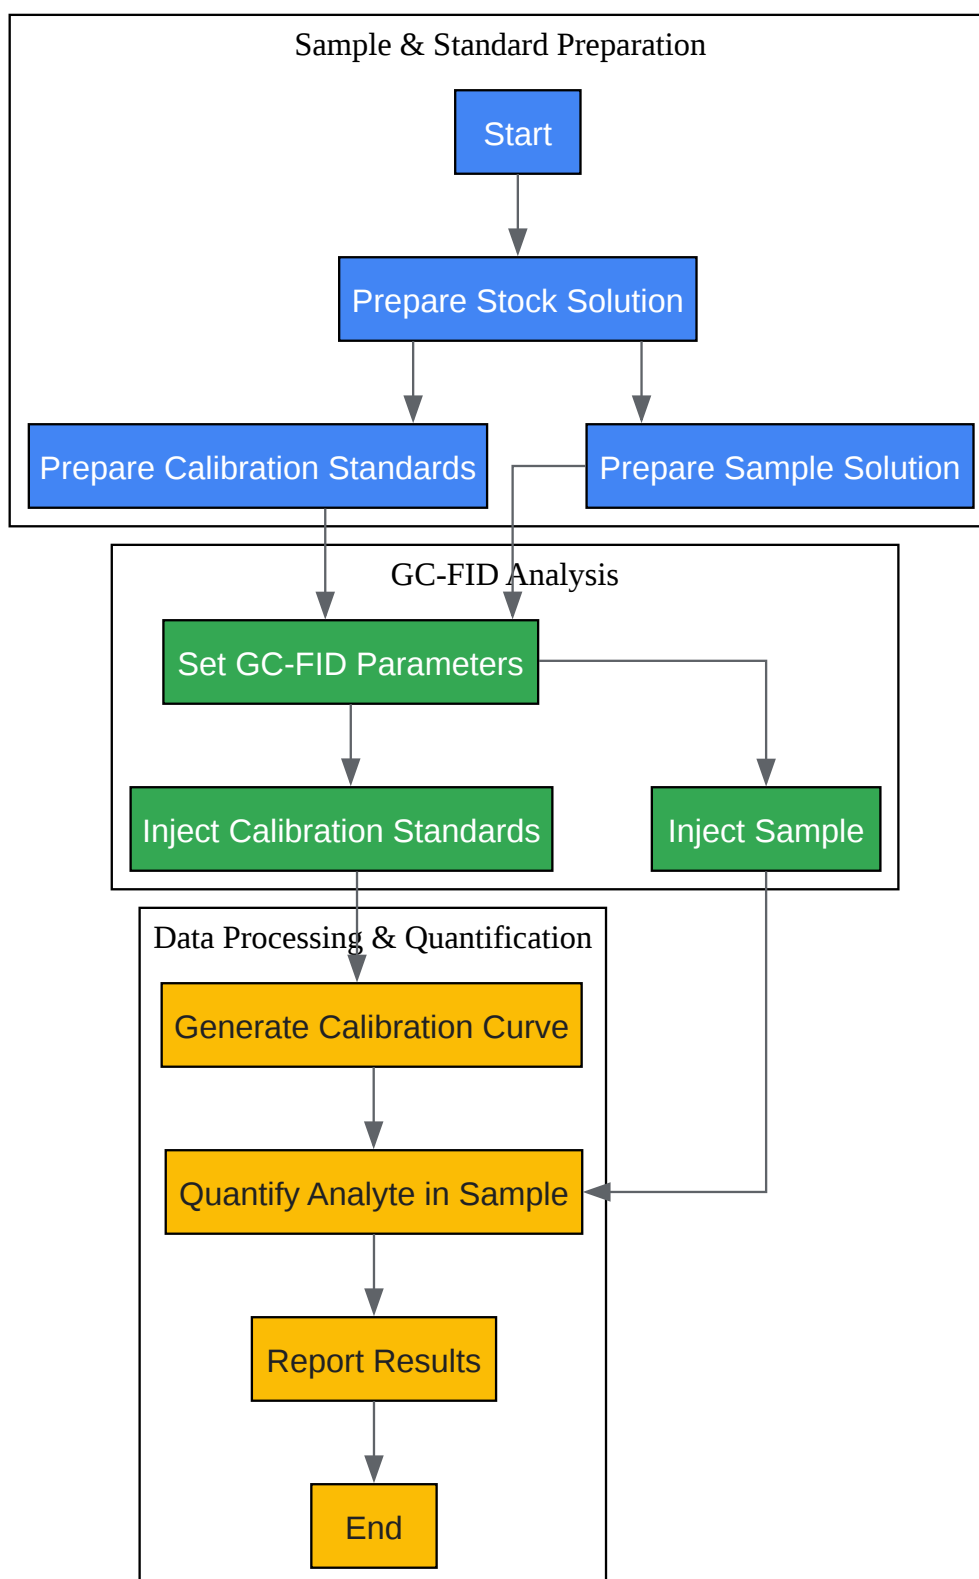 Sample & Standard Preparation
Start
Prepare Stock Solution
Prepare Calibration Standards
Prepare Sample Solution
GC-FID Analysis
Set GC-FID Parameters
Inject Calibration Standards
Inject Sample
Data Processing & Quantification
Generate Calibration Curve
Quantify Analyte in Sample
Report Results
End